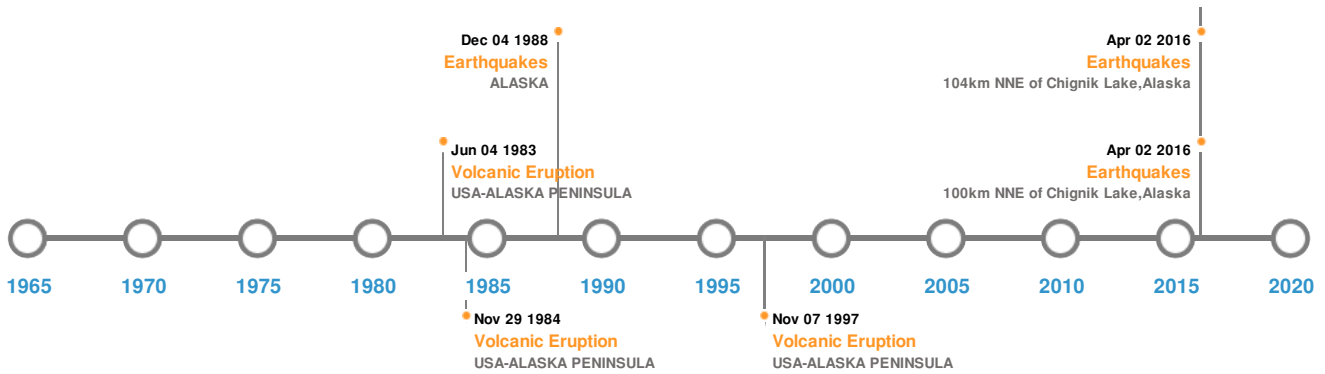 Dec 04 1988
Earthquakes
ALASKA
Apr 02 2016
Earthquakes
104km NNE of Chignik Lake,Alaska
Jun 04 1983
Volcanic Eruption
USA-ALASKA PENINSULA
Apr 02 2016
Earthquakes
100km NNE of Chignik Lake,Alaska
1965 1970 1975 1980 1985 1990 1995 2000 2005 2010 2015 2020
Nov 29 1984
Volcanic Eruption
USA-ALASKA PENINSULA
Nov 07 1997
Volcanic Eruption
USA-ALASKA PENINSULA